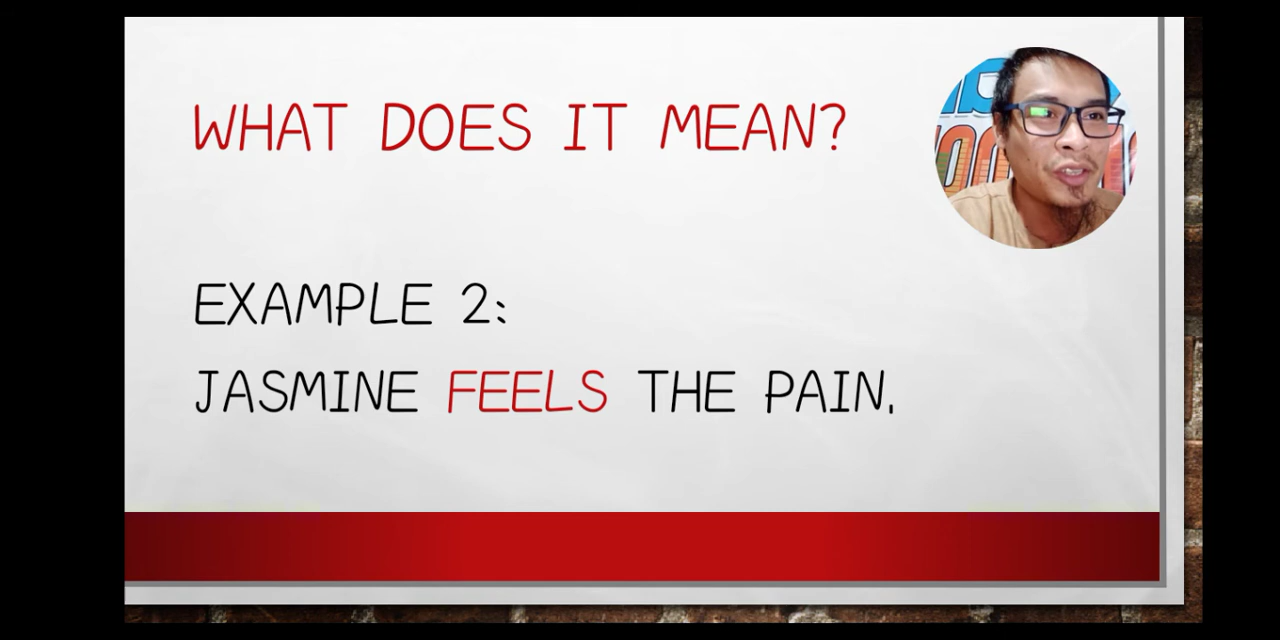 WHAT DOES IT MEAN?
EXAMPLE 2:
JASMINE FEELS THE PAIN.